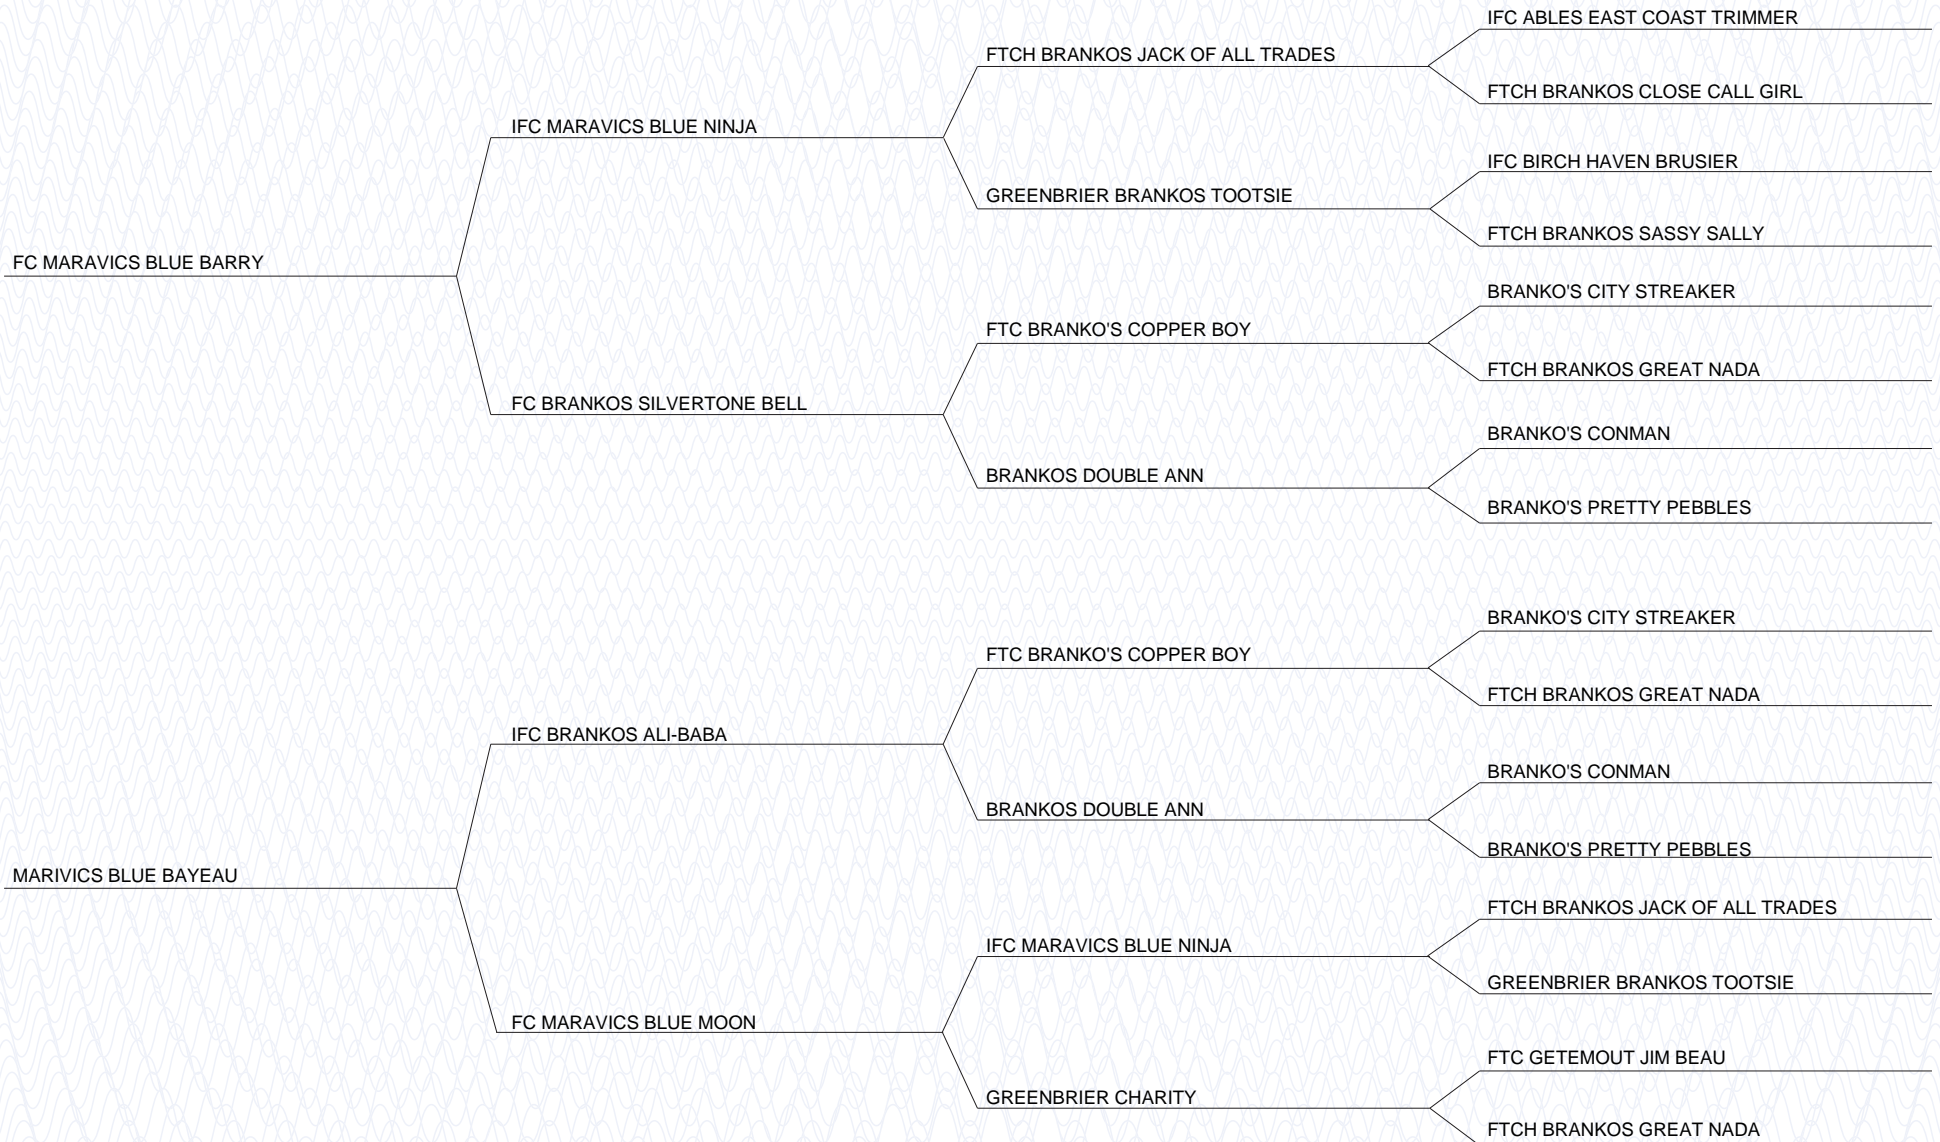 IFC ABLES EAST COAST TRIMMER
FTCH BRANKOS JACK OF ALL TRADES
FTCH BRANKOS CLOSE CALL GIRL
IFC MARAVICS BLUE NINJA
IFC BIRCH HAVEN BRUSIER
GREENBRIER BRANKOS TOOTSIE
FTCH BRANKOS SASSY SALLY
FC MARAVICS BLUE BARRY
BRANKO'S CITY STREAKER
FTC BRANKO'S COPPER BOY
FTCH BRANKOS GREAT NADA
FC BRANKOS SILVERTONE BELL
BRANKO'S CONMAN
BRANKOS DOUBLE ANN
BRANKO'S PRETTY PEBBLES
BRANKO'S CITY STREAKER
FTC BRANKO'S COPPER BOY
FTCH BRANKOS GREAT NADA
IFC BRANKOS ALI-BABA
BRANKO'S CONMAN
BRANKOS DOUBLE ANN
BRANKO'S PRETTY PEBBLES
MARIVICS BLUE BAYEAU
FTCH BRANKOS JACK OF ALL TRADES
IFC MARAVICS BLUE NINJA
GREENBRIER BRANKOS TOOTSIE
FC MARAVICS BLUE MOON
FTC GETEMOUT JIM BEAU
GREENBRIER CHARITY
FTCH BRANKOS GREAT NADA